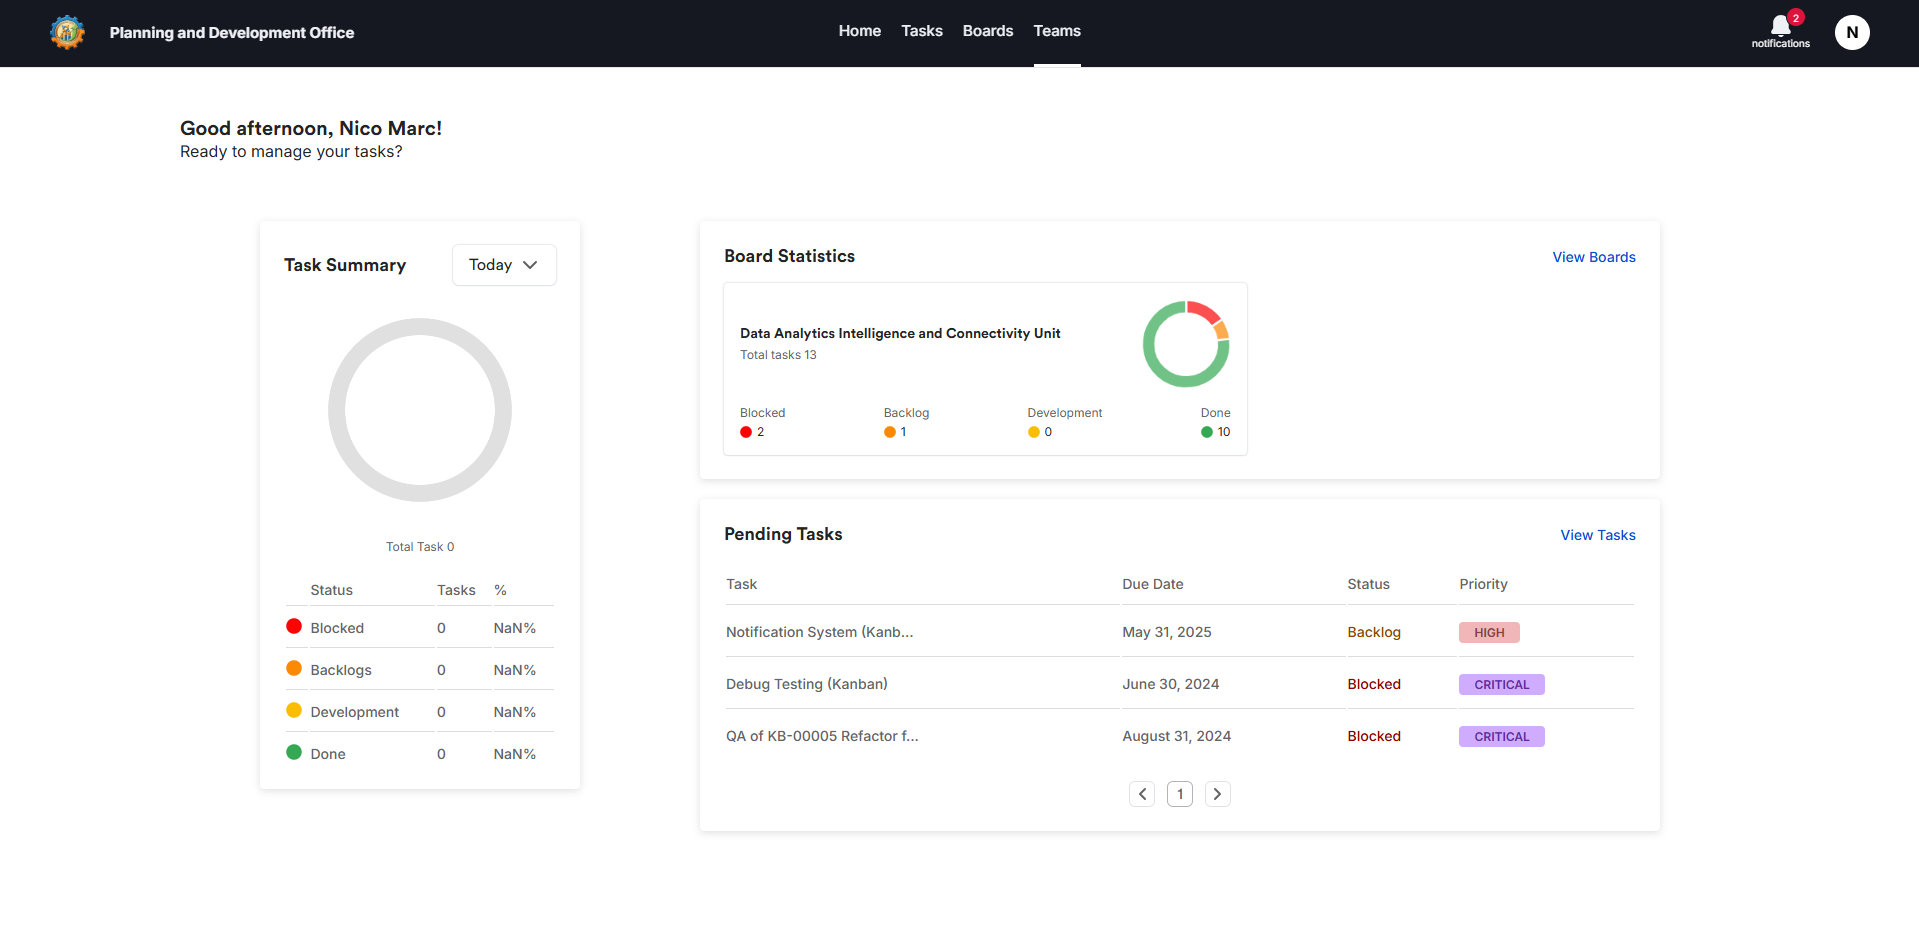 Planning and Development Office
Home Tasks Boards Teams
2
notifications
N
Good afternoon, Nico Marc!
Ready to manage your tasks?
Task Summary
Today
Total Task 0
Status Tasks %
Blocked 0 NaN%
Backlogs 0 NaN%
Development 0 NaN%
Done 0 NaN%
Board Statistics
View Boards
Data Analytics Intelligence and Connectivity Unit
Total tasks 13
Blocked Backlog Development Done
2 1 0 10
Pending Tasks
View Tasks
Task Due Date Status Priority
Notification System (Kanb... May 31, 2025 Backlog HIGH
Debug Testing (Kanban) June 30, 2024 Blocked CRITICAL
QA of KB-00005 Refactor f... August 31, 2024 Blocked CRITICAL
1